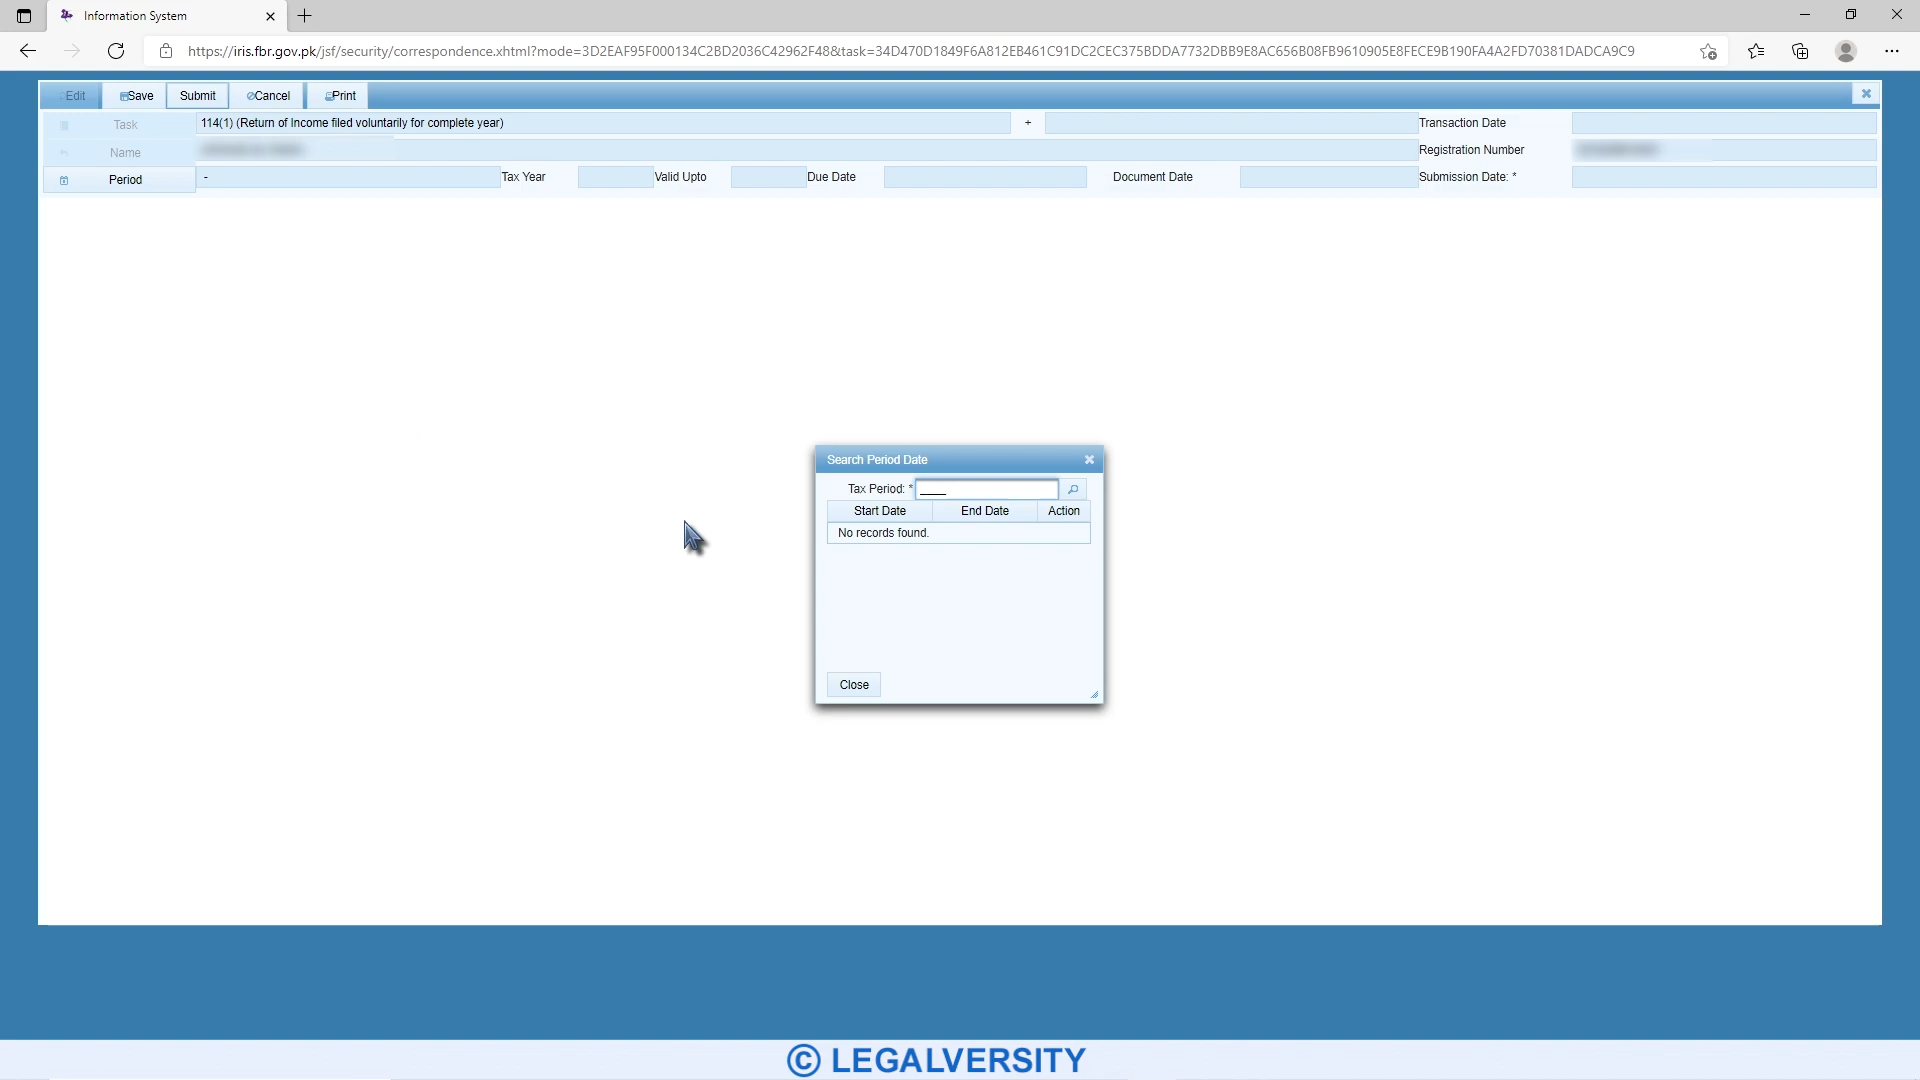 Information System
https://iris.fbr.gov.pk/jsf/security/correspondence.xhtml?mode=3D2EAF95F000134C2BD2036C42962F48&task=34D470D1849F6A812EB461C91DC2CEC375BDDA7732DBB9E8AC656B08FB9610905E8FECE9B190FA4A2FD70381DADCA9C9
Edit Save Submit Cancel Print
Task 114(1) (Return of Income filed voluntarily for complete year) + Transaction Date
Name Registration Number
Period - Tax Year Valid Upto Due Date Document Date Submission Date: *
Search Period Date
Tax Period: * ____
Start Date End Date Action
No records found.
Close
© LEGALVERSITY